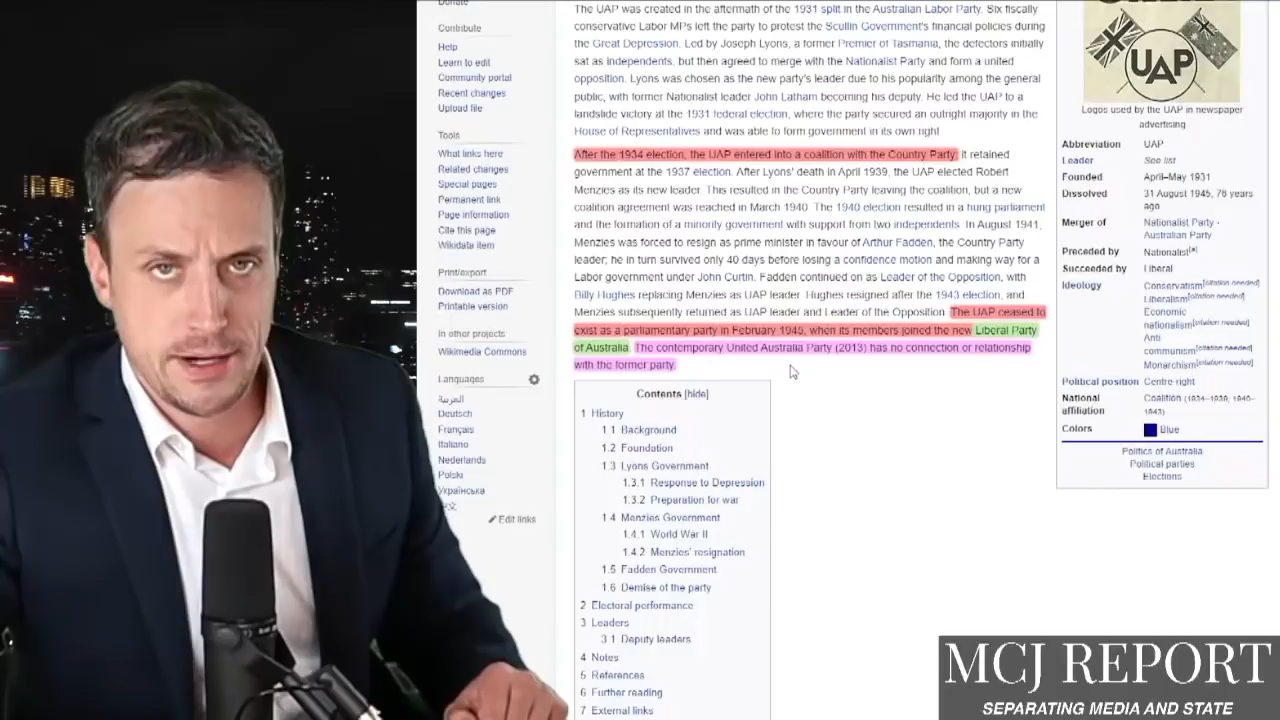 Donate
Contribute
Help
Learn to edit
Community portal
Recent changes
Upload file
Tools
What links here
Related changes
Special pages
Permanent link
Page information
Cite this page
Wikidata item
Print/export
Download as PDF
Printable version
In other projects
Wikimedia Commons
Languages
العربية
Deutsch
Français
Italiano
Nederlands
Polski
Українська
中文
Edit links
The UAP was created in the aftermath of the 1931 split in the Australian Labor Party. Six fiscally
conservative Labor MPs left the party to protest the Scullin Government's financial policies during
the Great Depression. Led by Joseph Lyons, a former Premier of Tasmania, the defectors initially
sat as independents, but then agreed to merge with the Nationalist Party and form a united
opposition. Lyons was chosen as the new party's leader due to his popularity among the general
public, with former Nationalist leader John Latham becoming his deputy. He led the UAP to a
landslide victory at the 1931 federal election, where the party secured an outright majority in the
House of Representatives and was able to form government in its own right.
After the 1934 election, the UAP entered into a coalition with the Country Party; it retained
government at the 1937 election. After Lyons' death in April 1939, the UAP elected Robert
Menzies as its new leader. This resulted in the Country Party leaving the coalition, but a new
coalition agreement was reached in March 1940. The 1940 election resulted in a hung parliament
and the formation of a minority government with support from two independents. In August 1941,
Menzies was forced to resign as prime minister in favour of Arthur Fadden, the Country Party
leader; he in turn survived only 40 days before losing a confidence motion and making way for a
Labor government under John Curtin. Fadden continued on as Leader of the Opposition, with
Billy Hughes replacing Menzies as UAP leader. Hughes resigned after the 1943 election, and
Menzies subsequently returned as UAP leader and Leader of the Opposition. The UAP ceased to
exist as a parliamentary party in February 1945, when its members joined the new Liberal Party
of Australia. The contemporary United Australia Party (2013) has no connection or relationship
with the former party.
Contents [hide]
1 History
1.1 Background
1.2 Foundation
1.3 Lyons Government
1.3.1 Response to Depression
1.3.2 Preparation for war
1.4 Menzies Government
1.4.1 World War II
1.4.2 Menzies' resignation
1.5 Fadden Government
1.6 Demise of the party
2 Electoral performance
3 Leaders
3.1 Deputy leaders
4 Notes
5 References
6 Further reading
7 External links
UAP
Logos used by the UAP in newspaper
advertising
Abbreviation UAP
Leader See list
Founded April–May 1931
Dissolved 31 August 1945, 76 years
ago
Merger of Nationalist Party ·
Australian Party
Preceded by Nationalist[a]
Succeeded by Liberal
Ideology Conservatism[citation needed]
Liberalism[citation needed]
Economic
nationalism[citation needed]
Anti
communism[citation needed]
Monarchism[citation needed]
Political position Centre-right
National affiliation Coalition (1934–1939; 1940–
1943)
Colors Blue
Politics of Australia
Political parties
Elections
MCJ REPORT
SEPARATING MEDIA AND STATE